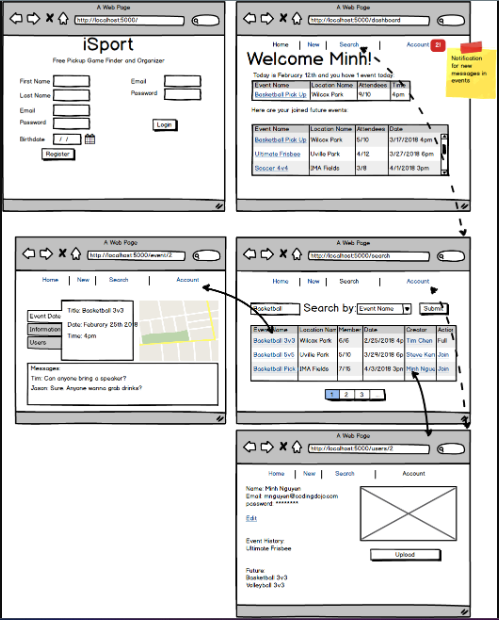 A Web Page
http://localhost:5000/
iSport
Free Pickup Game Finder and Organizer
First Name
Last Name
Email
Password
Birthdate
/ /
Register
Email
Password
Login
A Web Page
http://localhost:5000/dashboard
Home New Search Account
21
Notification for new messages in events
Welcome Minh!
Today is February 12th and you have 1 event today.
Event Name Location Name Attendees Time
Basketball Pick Up Wilcox Park 9/10 4pm
Here are your joined future events:
Event Name Location Name Attendees Date
Basketball Pick Up Wilcox Park 5/10 3/17/2018 4pm
Ultimate Frisbee Uville Park 4/12 3/27/2018 6pm
Soccer 4v4 IMA Fields 3/8 4/1/2018 3pm
A Web Page
http://localhost:5000/event/2
Home New Search Account
Event Date
Information
Users
Title: Basketball 3v3
Date: Feburary 25th 2018
Time: 4pm
Messages:
Tim: Can anyone bring a speaker?
Jason: Sure. Anyone wanna grab drinks?
A Web Page
http://localhost:5000/search
Home New Search Account
Basketball Search by: Event Name Submit
Event Name Location Nam Member Date Creator Action
Basketball 3v3 Wilcox Park 6/6 2/25/2018 4p Tim Chen Full
Basketball 5v5 Uville Park 5/10 3/29/2018 6p Steve Kerr Join
Basketball Pick IMA Fields 7/15 4/3/2018 3pm Minh Ngue Join
1 2 3 ...
A Web Page
http://localhost:5000/users/2
Home New Search Account
Name: Minh Nguyen
Email: mnguyen@codingdojo.com
password: ********
Edit
Event History:
Ultimate Frisbee
Future:
Basketball 3v3
Volleyball 3v3
Upload